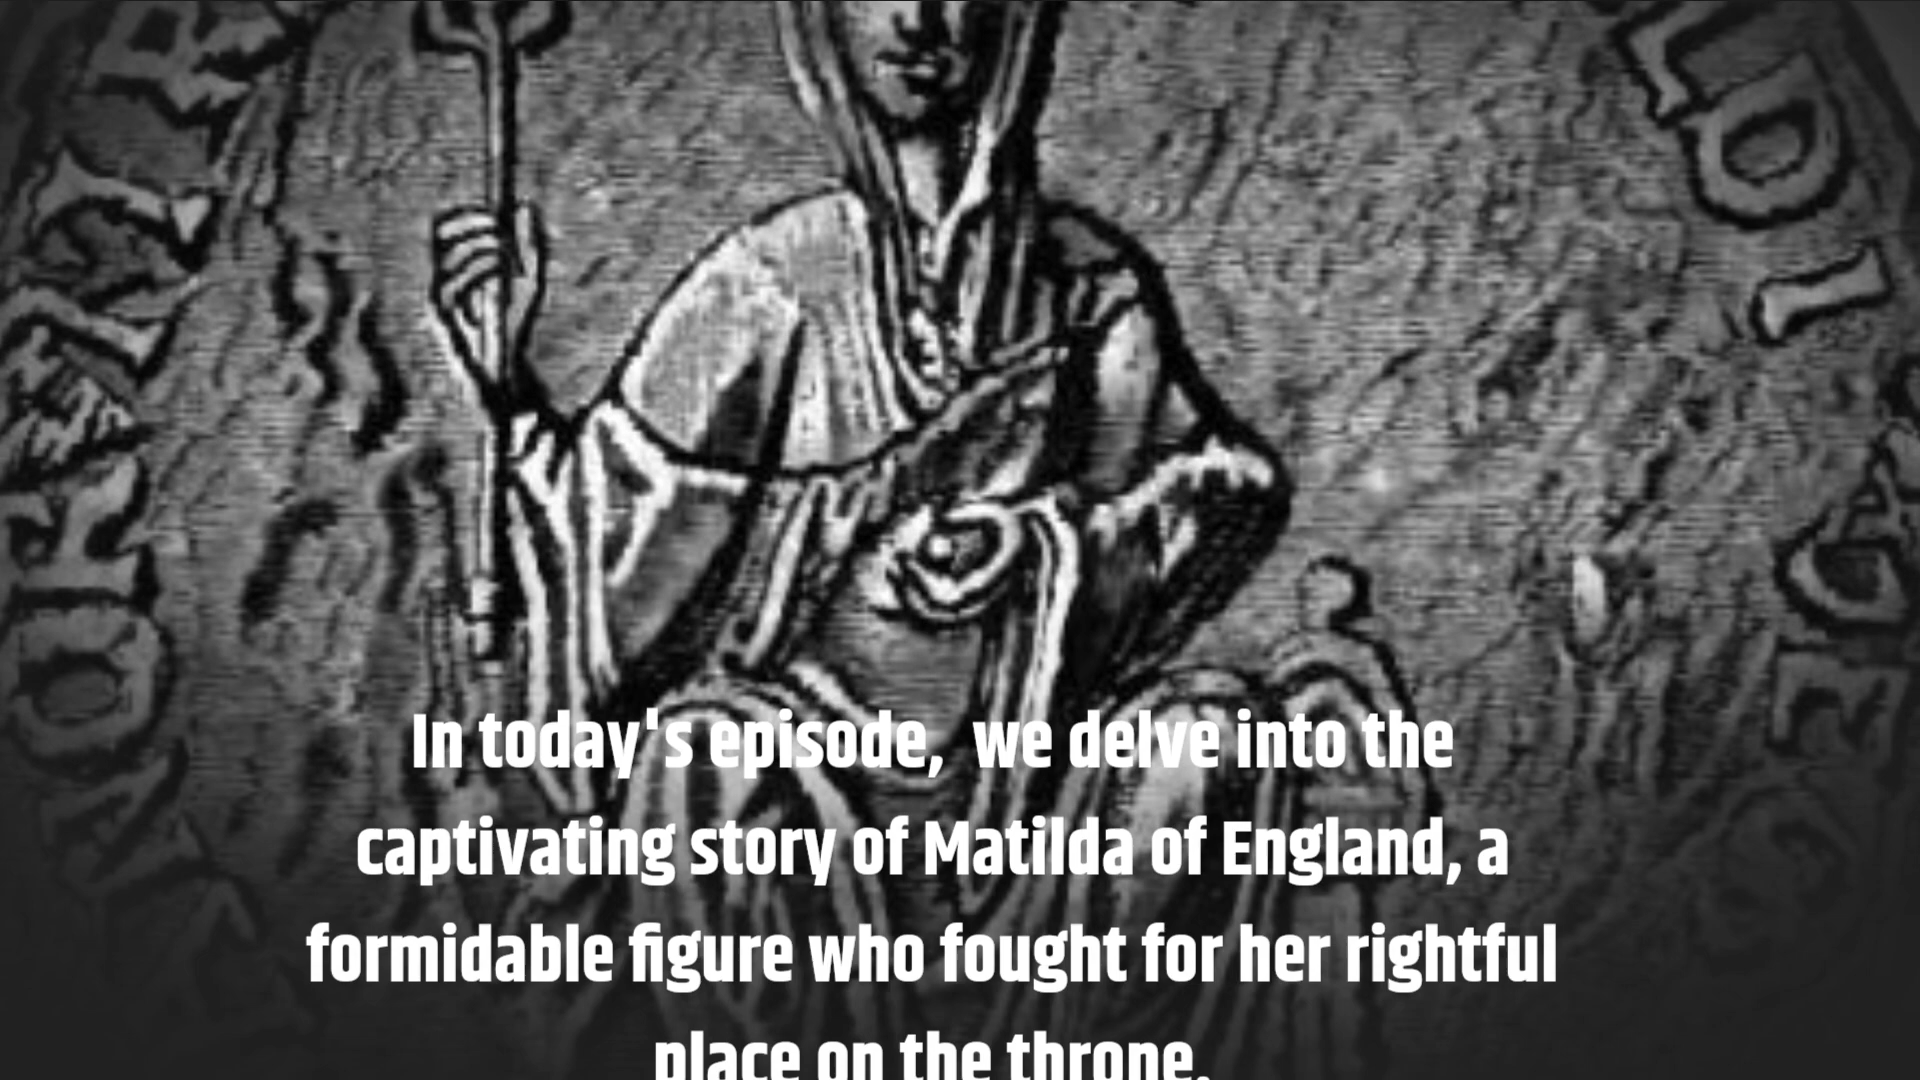 In today's episode,  we delve into the
captivating story of Matilda of England, a
formidable figure who fought for her rightful
place on the throne.
LDI